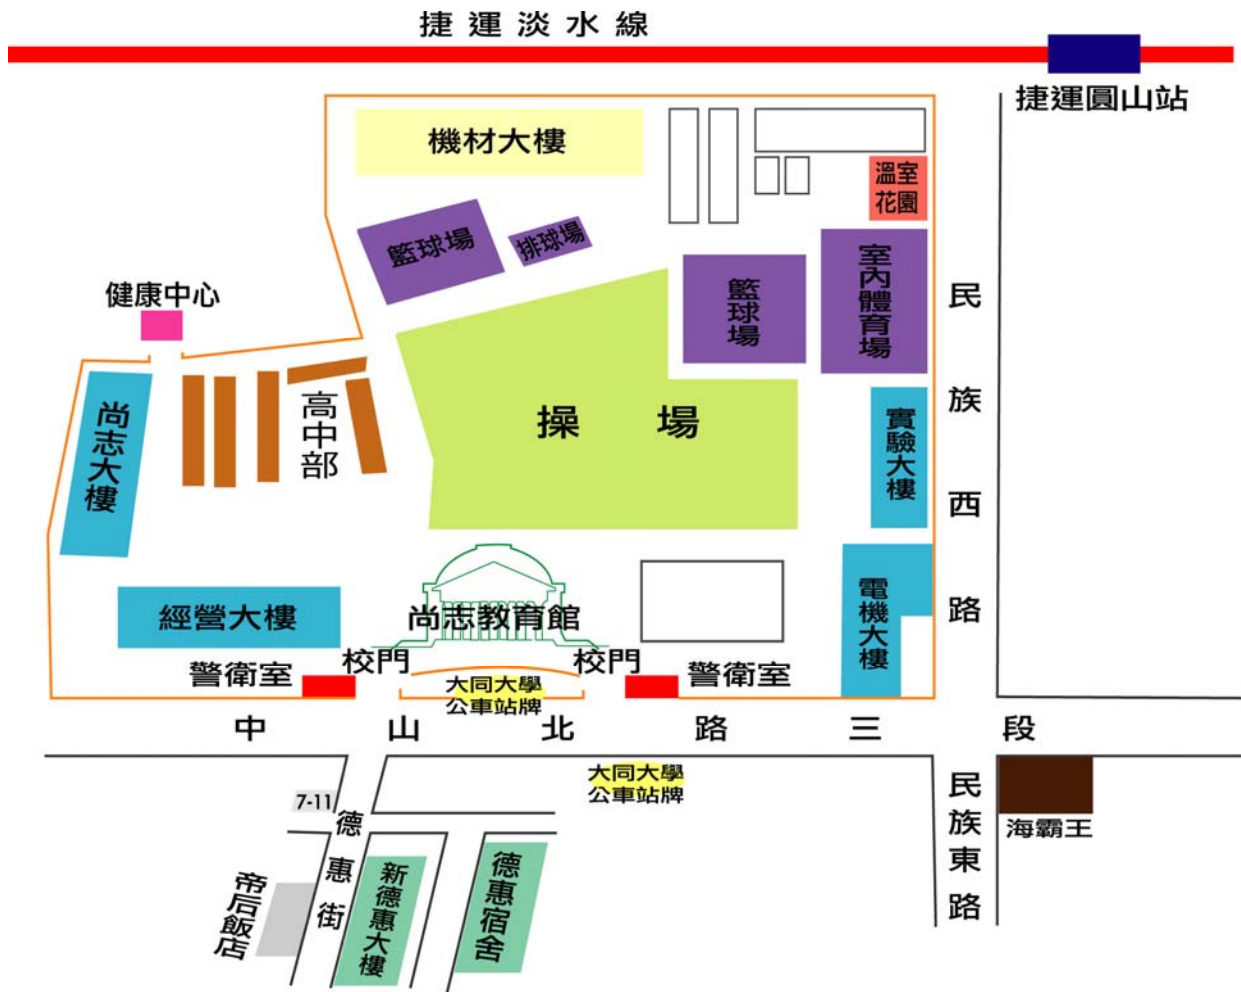 捷運淡水線
捷運圓山站
機材大樓
溫室
花園
籃球場
排球場
籃球場
室內體育場
健康中心
民族西路
尚志大樓
高中部
操場
實驗大樓
電機大樓
經營大樓
尚志教育館
警衛室
校門
校門
警衛室
大同大學
公車站牌
中山北路三段
大同大學
公車站牌
7-11
德惠街
民族東路
海霸王
帝后飯店
新德惠大樓
德惠宿舍